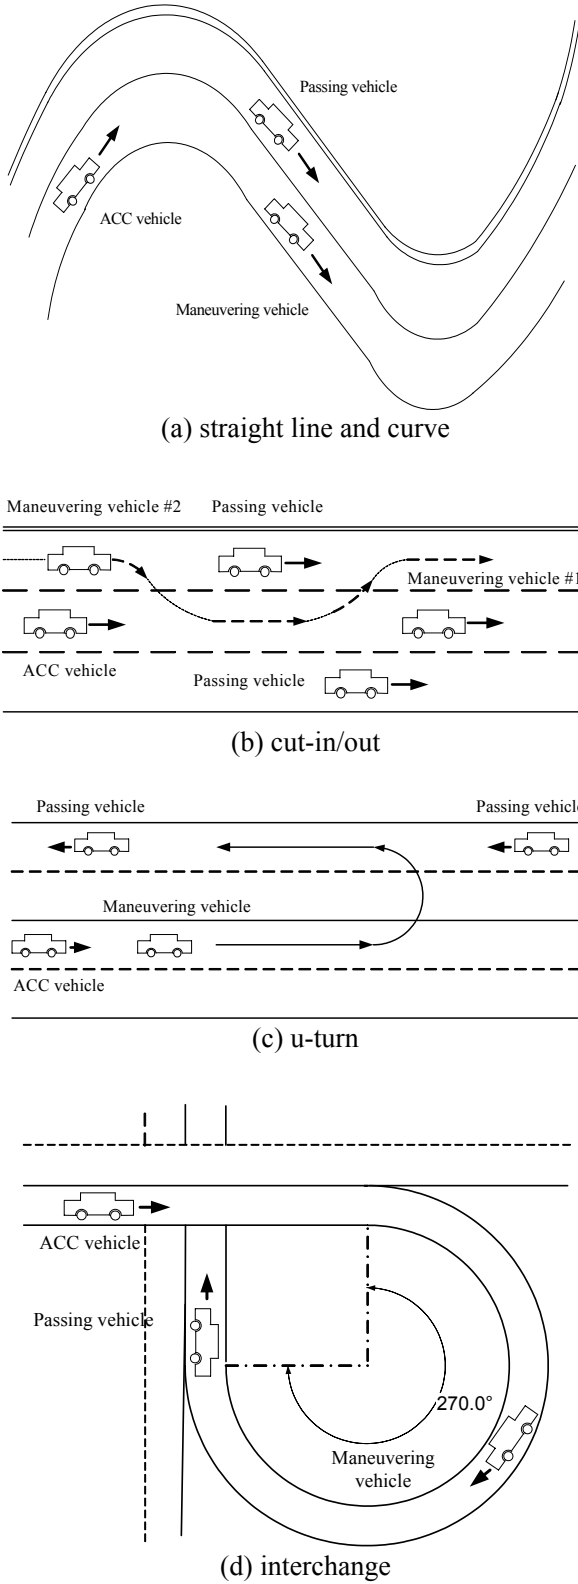 Passing vehicle
ACC vehicle
Maneuvering vehicle
(a) straight line and curve
Maneuvering vehicle #2 Passing vehicle
Maneuvering vehicle #1
ACC vehicle
Passing vehicle
(b) cut-in/out
Passing vehicle Passing vehicle
Maneuvering vehicle
ACC vehicle
(c) u-turn
ACC vehicle
Passing vehicle
270.0°
Maneuvering
vehicle
(d) interchange